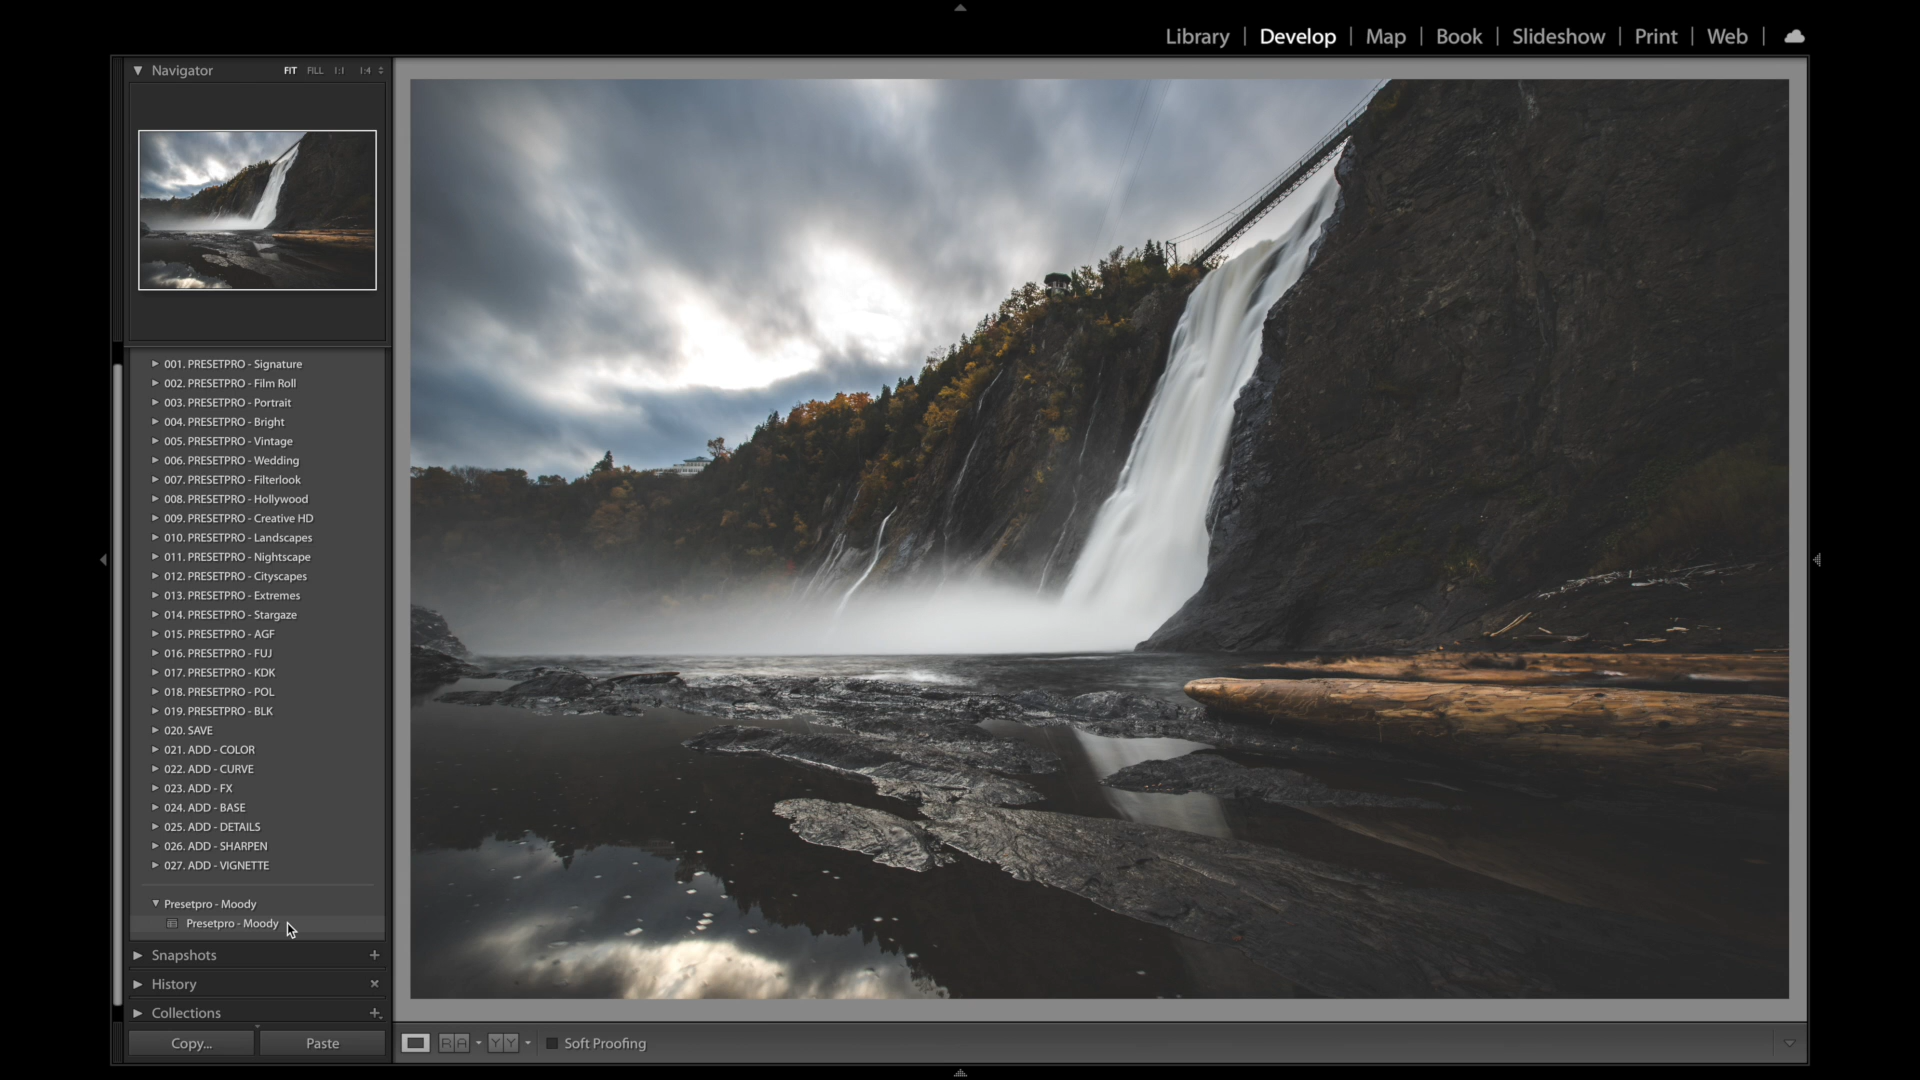 Library | Develop | Map | Book | Slideshow | Print | Web |
Navigator FIT FILL 1:1 1:4
001. PRESETPRO - Signature
002. PRESETPRO - Film Roll
003. PRESETPRO - Portrait
004. PRESETPRO - Bright
005. PRESETPRO - Vintage
006. PRESETPRO - Wedding
007. PRESETPRO - Filterlook
008. PRESETPRO - Hollywood
009. PRESETPRO - Creative HD
010. PRESETPRO - Landscapes
011. PRESETPRO - Nightscape
012. PRESETPRO - Cityscapes
013. PRESETPRO - Extremes
014. PRESETPRO - Stargaze
015. PRESETPRO - AGF
016. PRESETPRO - FUJ
017. PRESETPRO - KDK
018. PRESETPRO - POL
019. PRESETPRO - BLK
020. SAVE
021. ADD - COLOR
022. ADD - CURVE
023. ADD - FX
024. ADD - BASE
025. ADD - DETAILS
026. ADD - SHARPEN
027. ADD - VIGNETTE
Presetpro - Moody
Presetpro - Moody
Snapshots +
History ×
Collections +
Copy... Paste
RA YY Soft Proofing